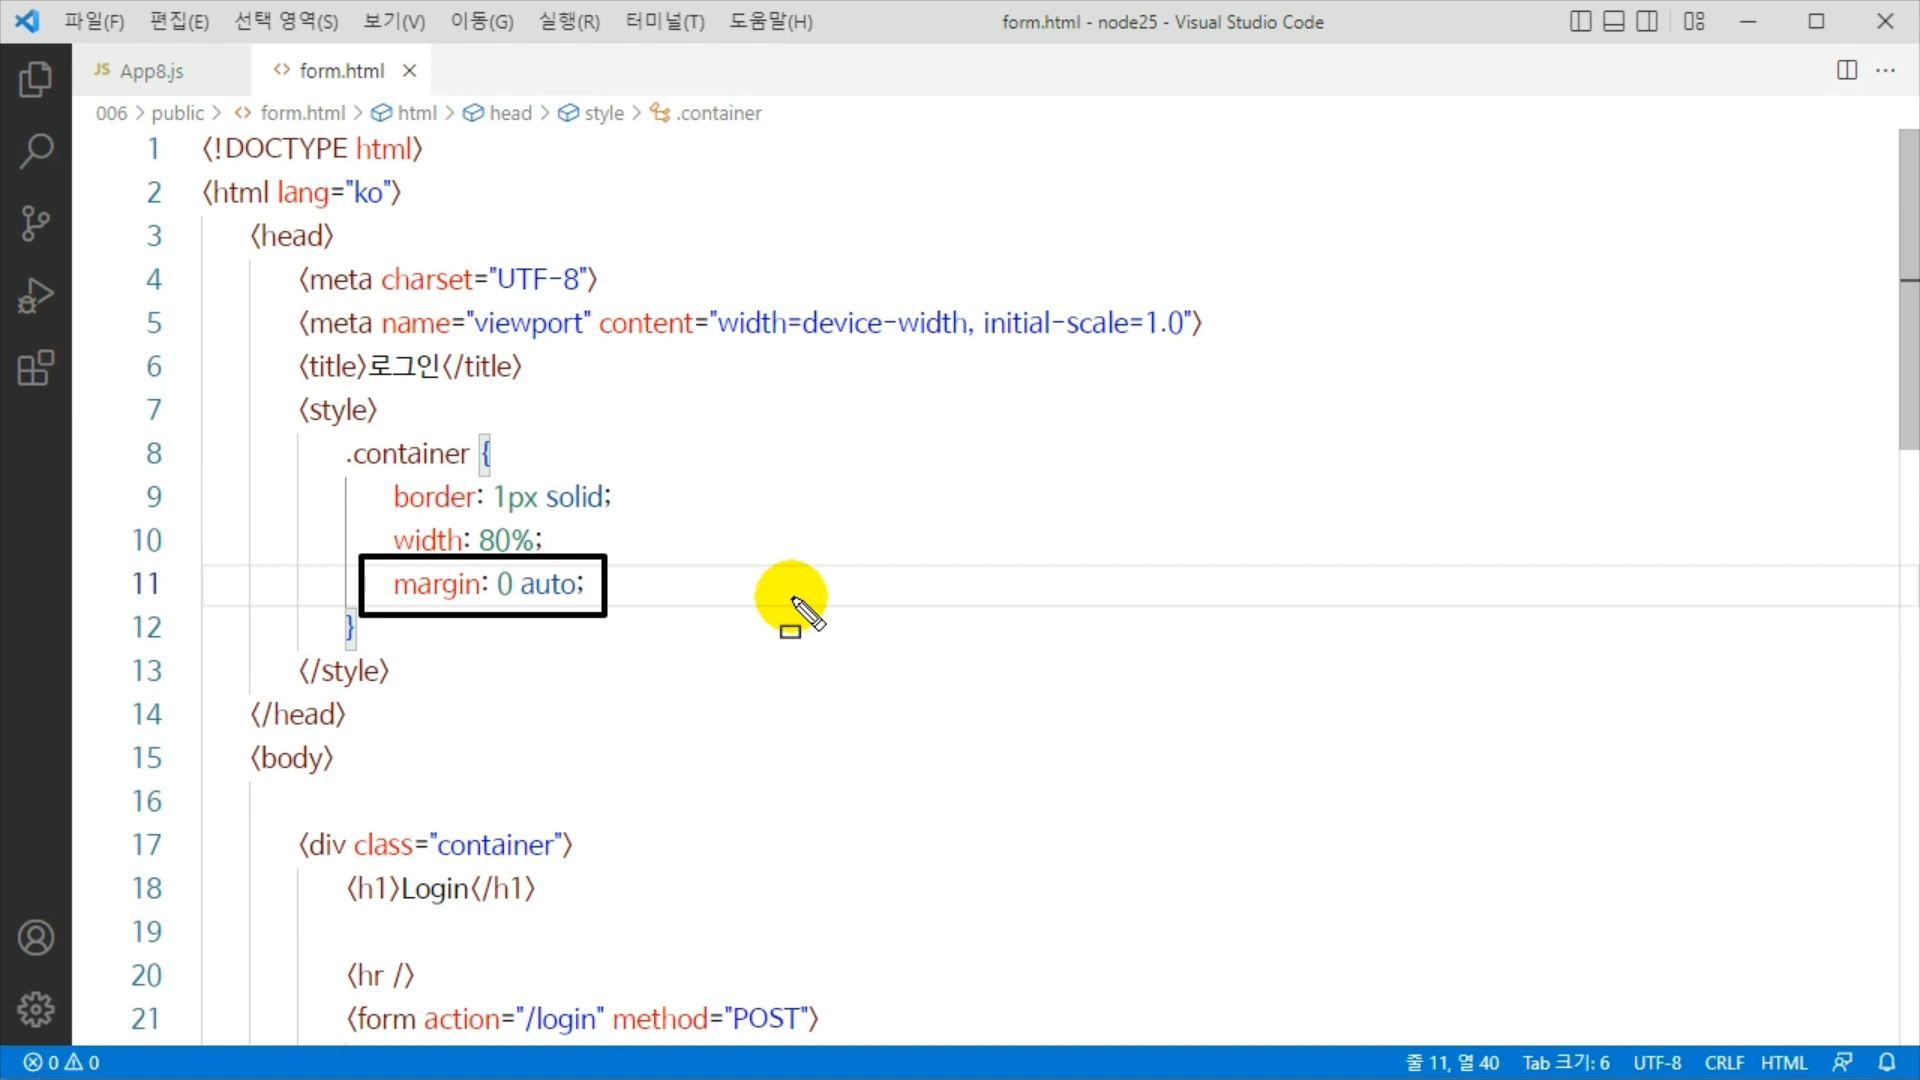 파일(F) 편집(E) 선택 영역(S) 보기(V) 이동(G) 실행(R) 터미널(T) 도움말(H) form.html - node25 - Visual Studio Code
JS App8.js <> form.html
006 > public > <> form.html > html > head > style > .container
1 <!DOCTYPE html>
2 <html lang="ko">
3 <head>
4 <meta charset="UTF-8">
5 <meta name="viewport" content="width=device-width, initial-scale=1.0">
6 <title>로그인</title>
7 <style>
8 .container {
9 border: 1px solid;
10 width: 80%;
11 margin: 0 auto;
12 }
13 </style>
14 </head>
15 <body>
16
17 <div class="container">
18 <h1>Login</h1>
19
20 <hr />
21 <form action="/login" method="POST">
0 0 줄 11, 열 40 Tab 크기: 6 UTF-8 CRLF HTML